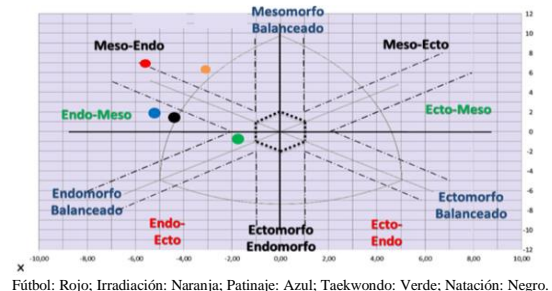 Mesomorfo
Balanceado
12
10
Meso-Endo
Meso-Ecto
8
6
4
Endo-Meso
Ecto-Meso
2
0
-2
-4
Endomorfo
Balanceado
-6
Ectomorfo
Balanceado
Endo-
Ecto
Ectomorfo
Endomorfo
Ecto-
Endo
-8
-10
-12
-10,00 -8,00 -6,00 -4,00 -2,00 0,00 2,00 4,00 6,00 8,00 10,00
X
Fútbol: Rojo; Irradiación: Naranja; Patinaje: Azul; Taekwondo: Verde; Natación: Negro.